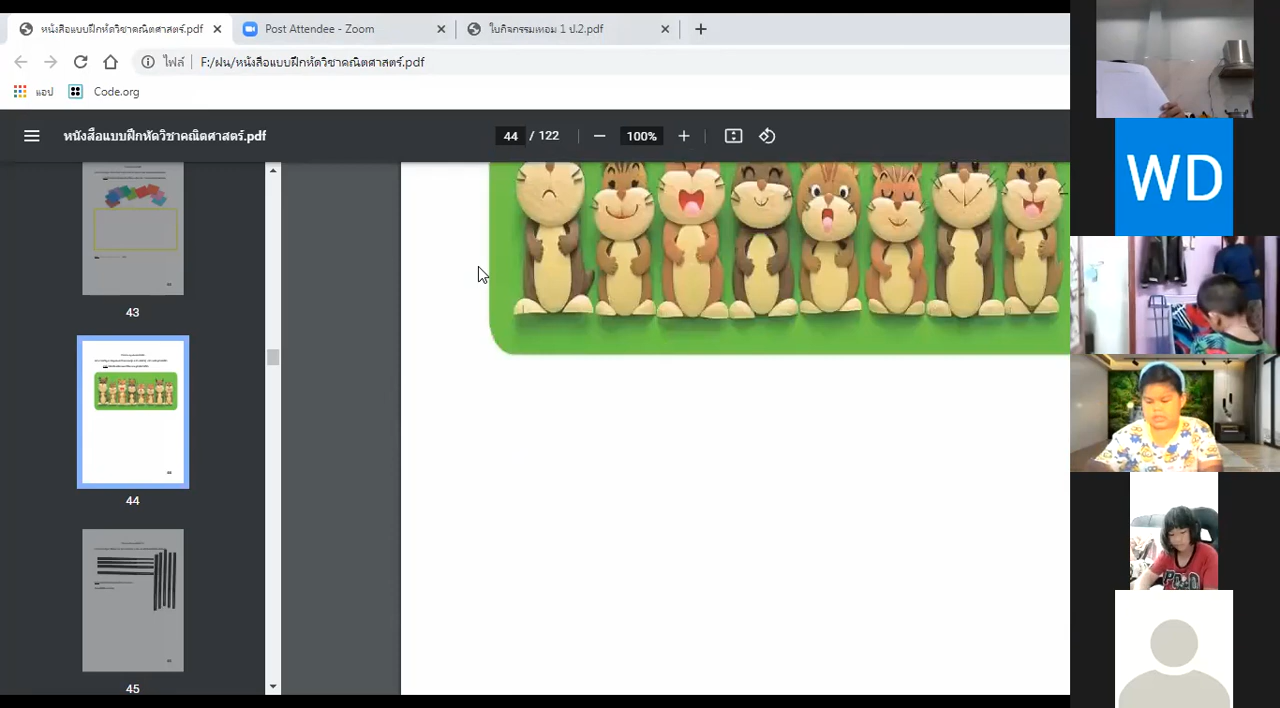 หนังสือแบบฝึกหัดวิชาคณิตศาสตร์.pdf
Post Attendee - Zoom
ใบกิจกรรมเทอม 1 ป.2.pdf
ไฟล์
F:/ฝน/หนังสือแบบฝึกหัดวิชาคณิตศาสตร์.pdf
แอป
Code.org
หนังสือแบบฝึกหัดวิชาคณิตศาสตร์.pdf
44 / 122
100%
43
44
45
WD